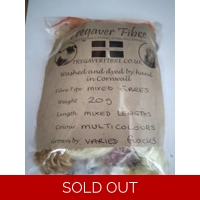 Tregaver Fibre
TREGAVERFIBRE.CO.UK
Washed and dyed by hand
in Cornwall
Fibre Type MIXED FIBRES
Weight 20g
Length MIXED LENGTHS
Colour MULTICOLOURS
Grown by VARIED FLOCKS
SOLD OUT